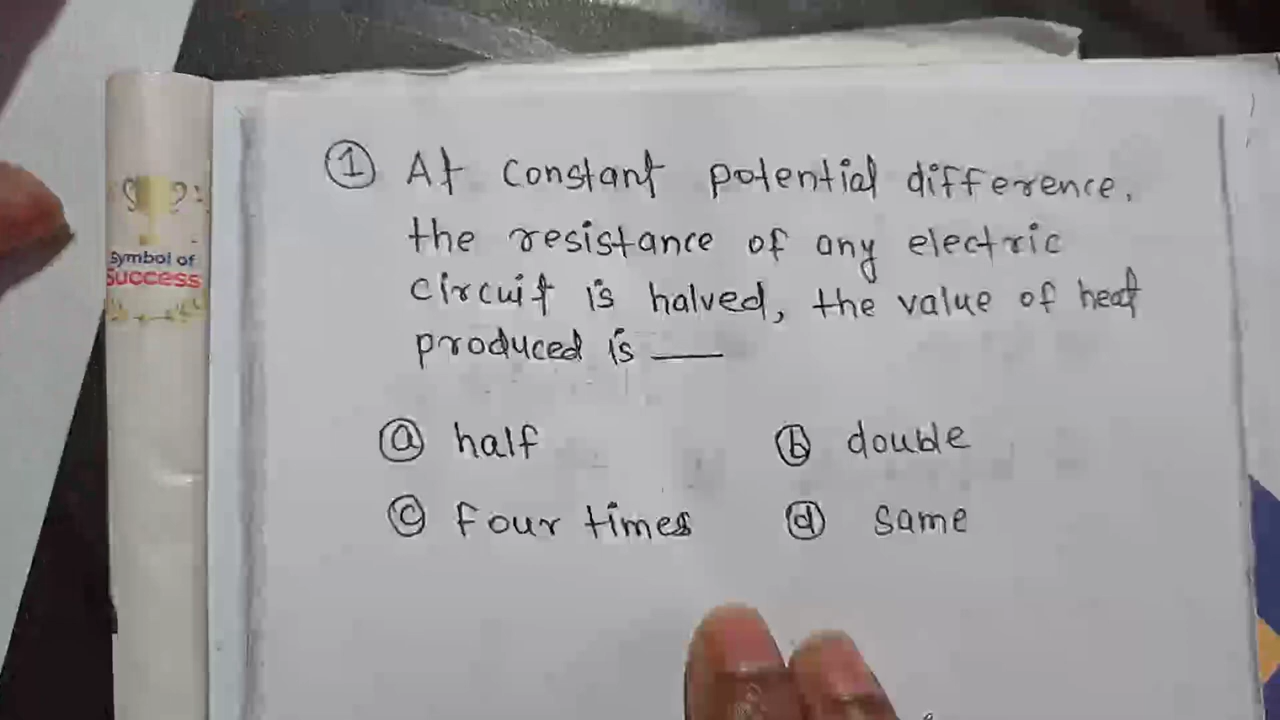 Symbol of
Success
① At constant potential difference,
the resistance of any electric
circuit is halved, the value of heat
produced is ___
ⓐ half
ⓑ double
ⓒ four times
ⓓ same